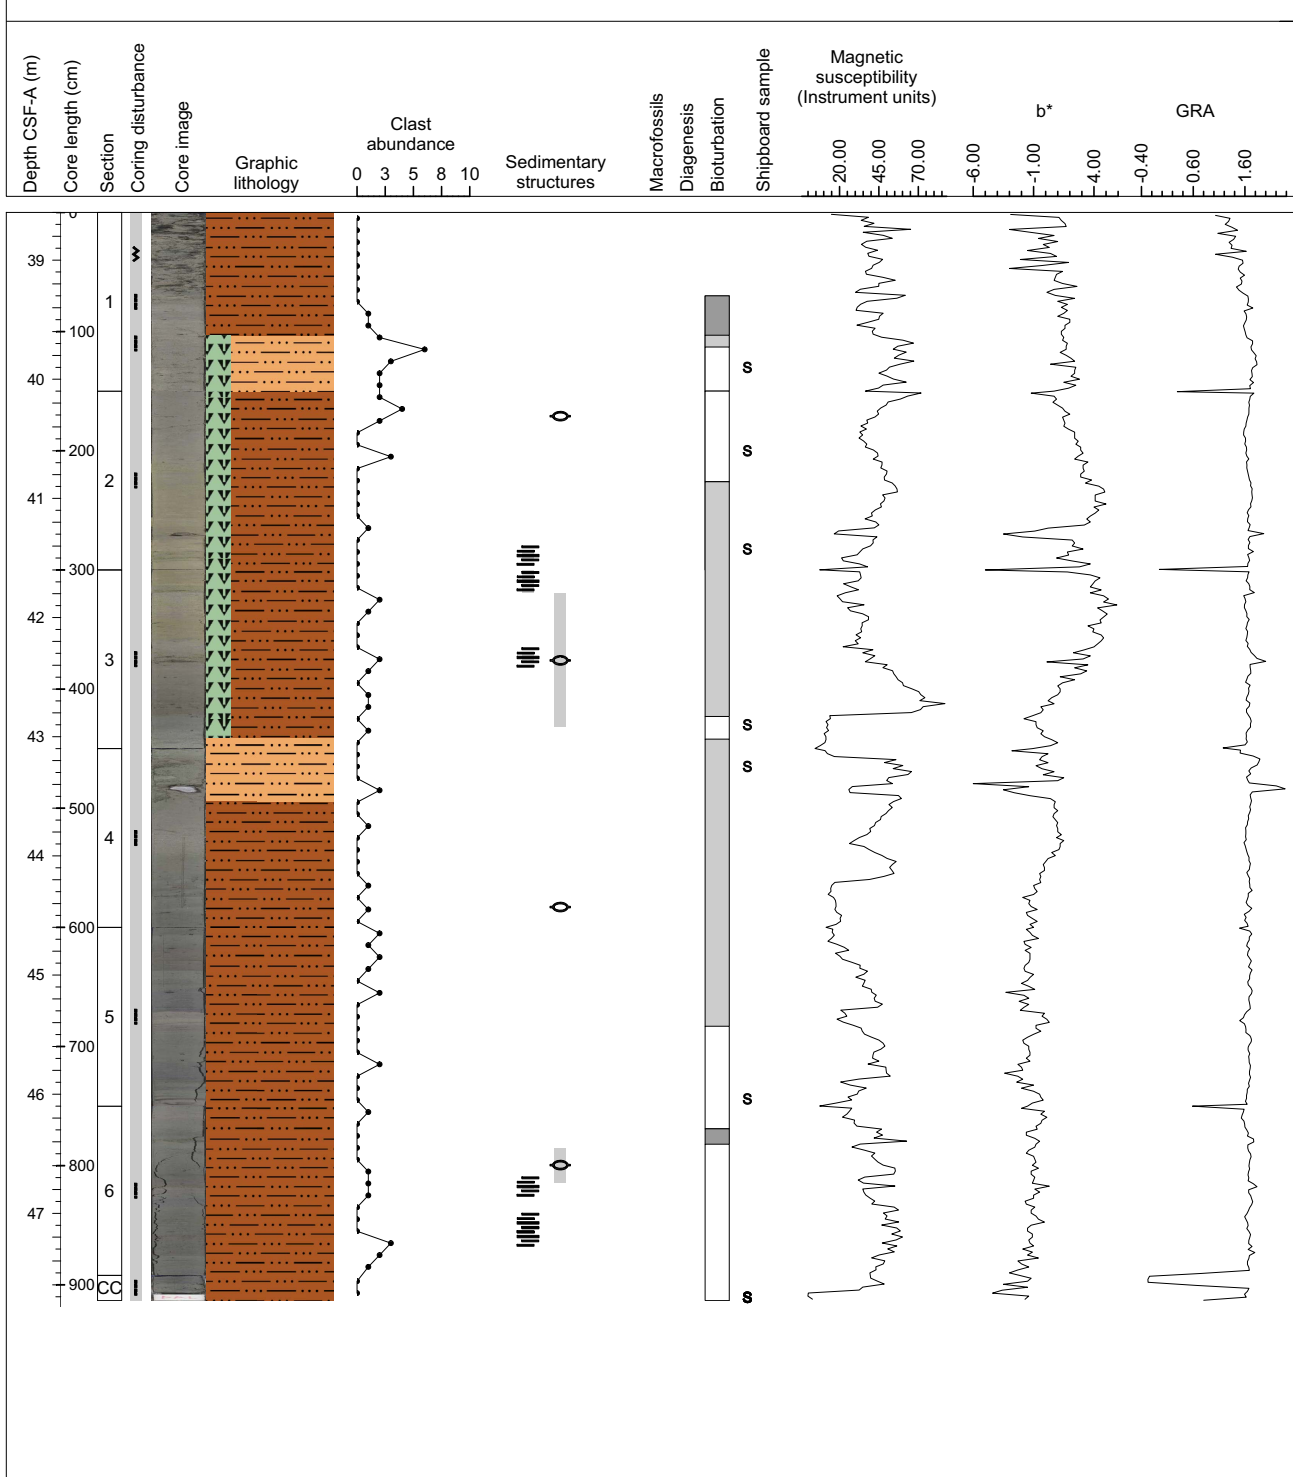 Depth CSF-A (m)
Core length (cm)
Section
Coring disturbance
Core image
Graphic
lithology
Clast
abundance
0 3 5 8 10
Sedimentary
structures
Macrofossils
Diagenesis
Bioturbation
Shipboard sample
Magnetic
susceptibility
(Instrument units)
20.00
45.00
70.00
b*
-6.00
-1.00
4.00
GRA
-0.40
0.60
1.60
0
39
1
100
S
40
200
S
2
41
S
300
42
3
400
S
43
S
4
500
44
600
45
5
700
46
S
800
6
47
900
CC
S